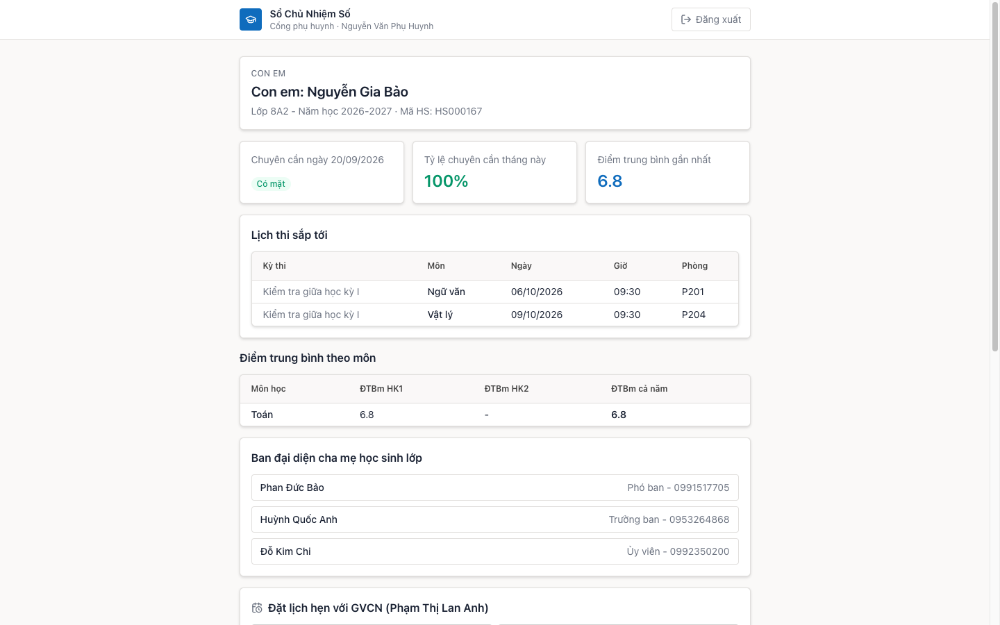 Sổ Chủ Nhiệm Số
Cổng phụ huynh · Nguyễn Văn Phụ Huynh
Đăng xuất
CON EM
Con em: Nguyễn Gia Bảo
Lớp 8A2 - Năm học 2026-2027 · Mã HS: HS000167
Chuyên cần ngày 20/09/2026
Có mặt
Tỷ lệ chuyên cần tháng này
100%
Điểm trung bình gần nhất
6.8
Lịch thi sắp tới
Kỳ thi Môn Ngày Giờ Phòng
Kiểm tra giữa học kỳ I Ngữ văn 06/10/2026 09:30 P201
Kiểm tra giữa học kỳ I Vật lý 09/10/2026 09:30 P204
Điểm trung bình theo môn
Môn học ĐTBm HK1 ĐTBm HK2 ĐTBm cả năm
Toán 6.8 - 6.8
Ban đại diện cha mẹ học sinh lớp
Phan Đức Bảo Phó ban - 0991517705
Huỳnh Quốc Anh Trưởng ban - 0953264868
Đỗ Kim Chi Ủy viên - 0992350200
Đặt lịch hẹn với GVCN (Phạm Thị Lan Anh)